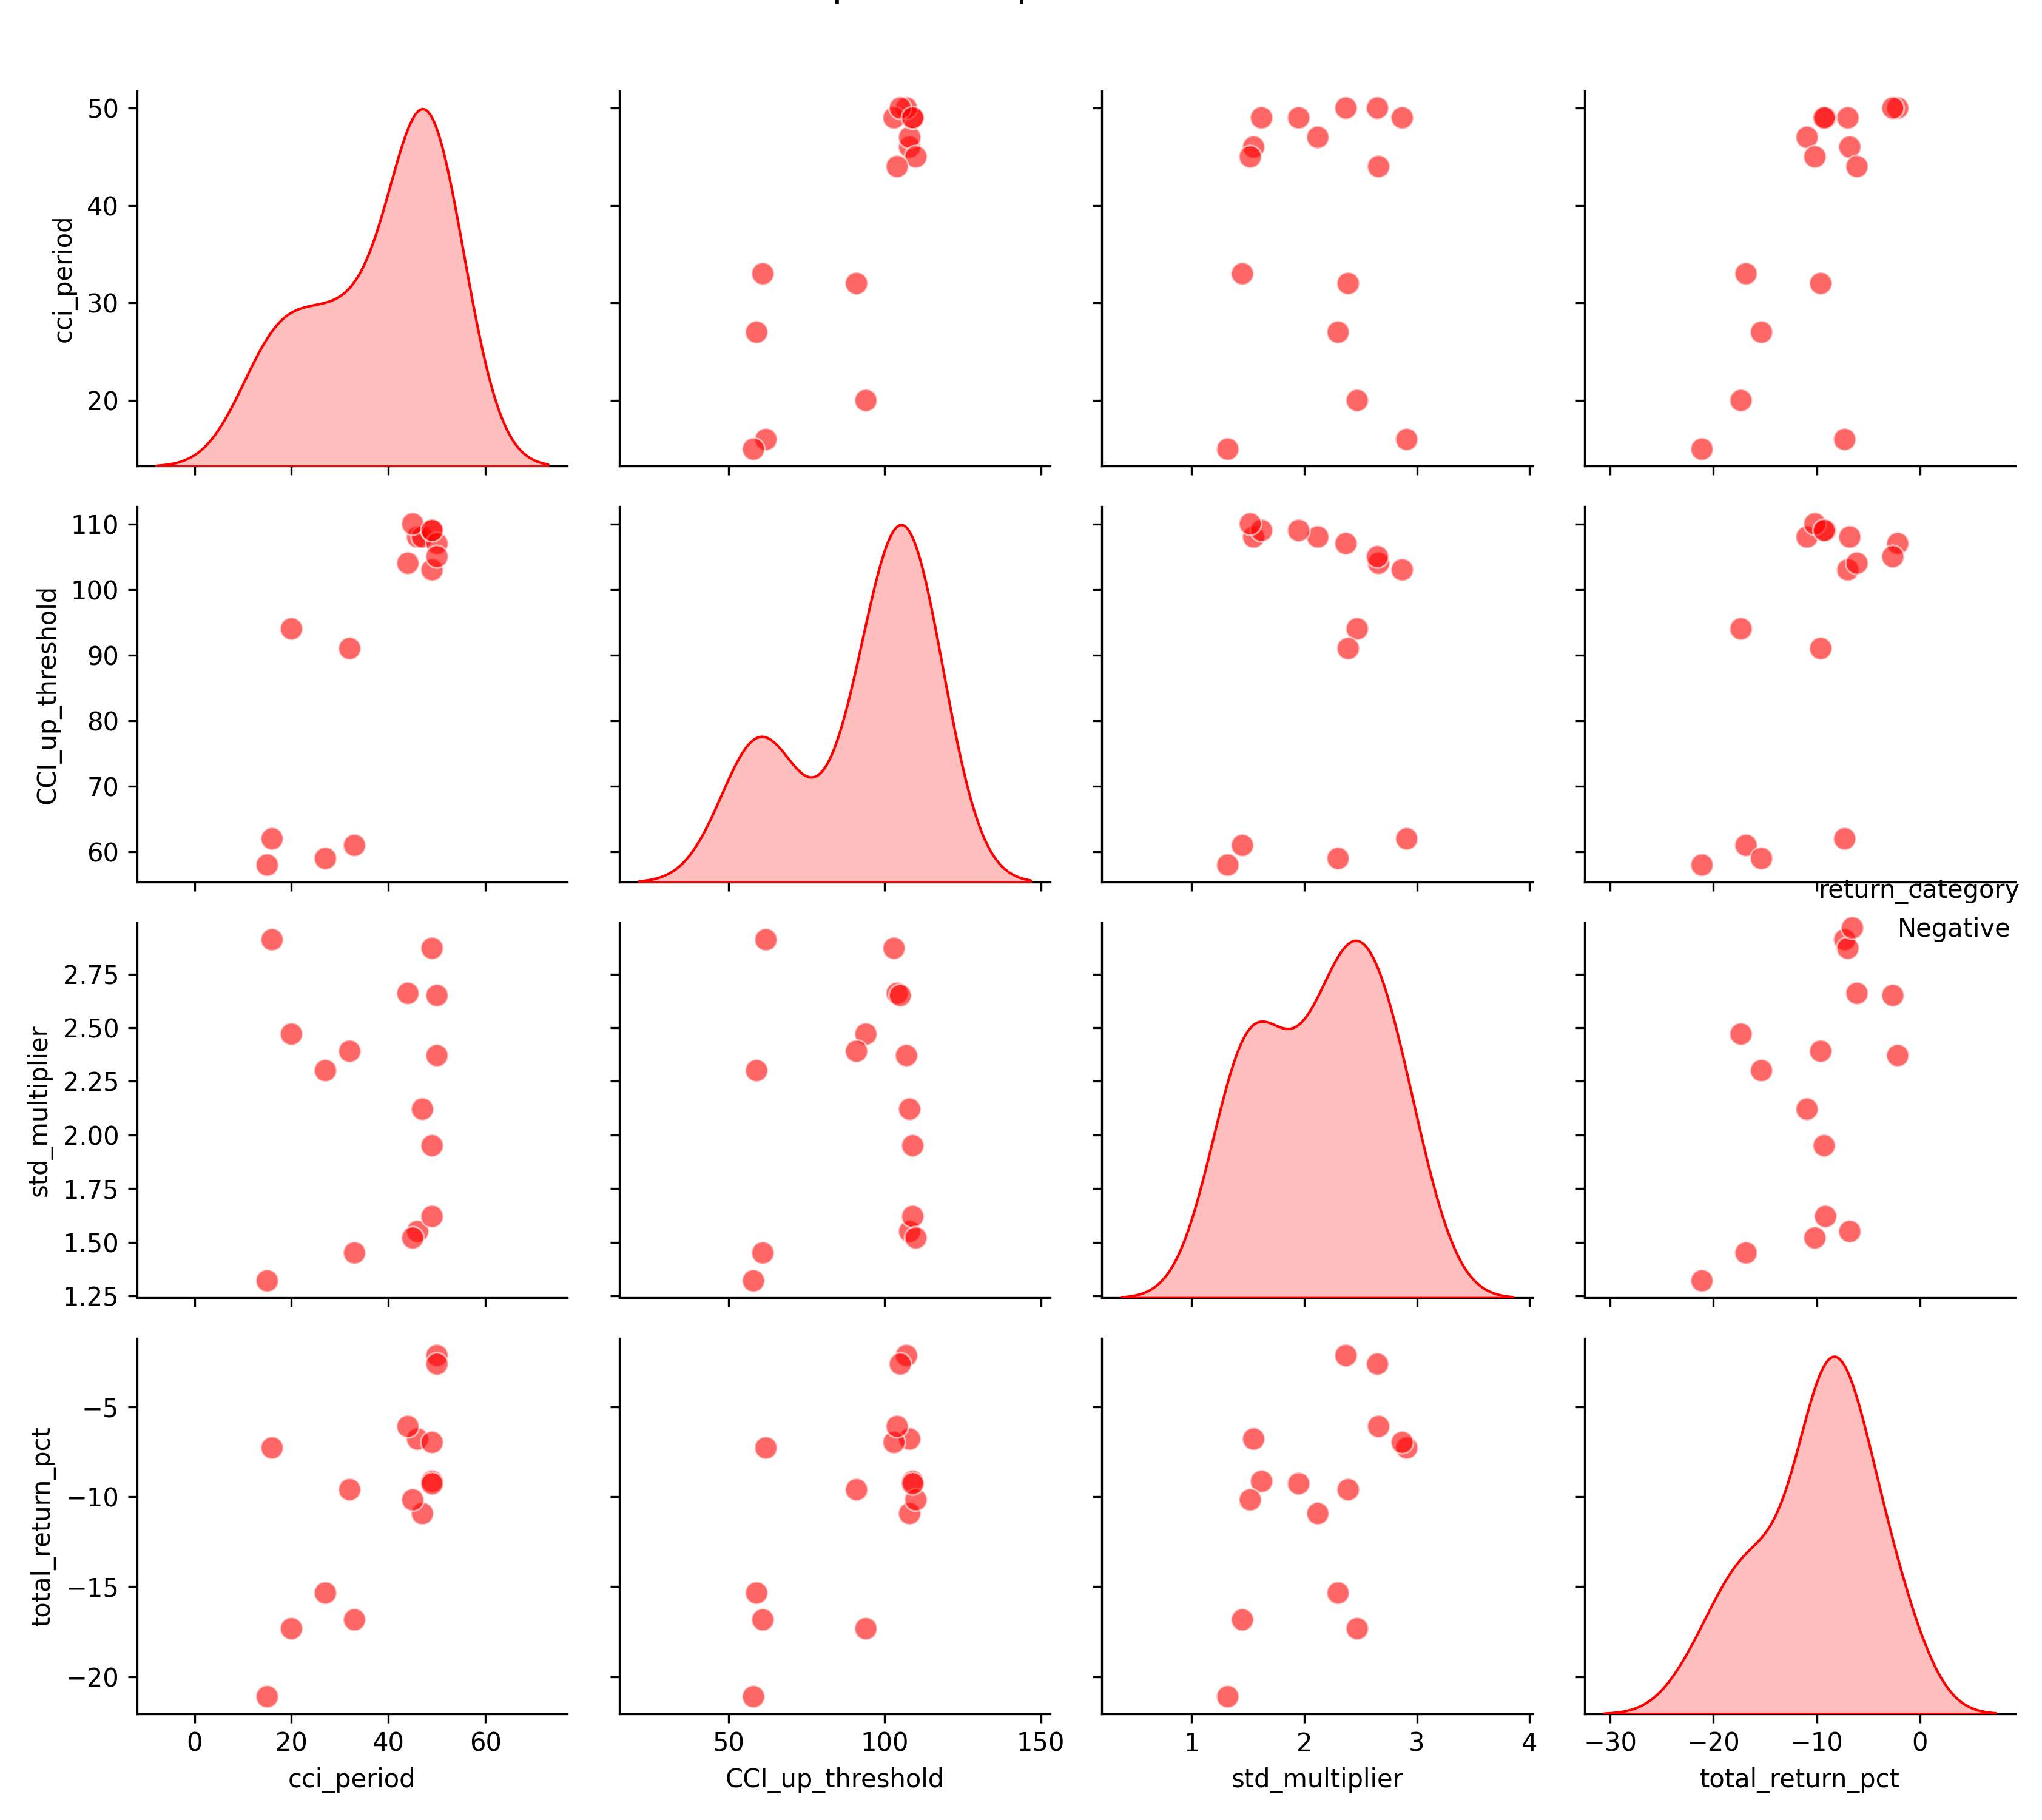 50
40
30
20
cci_period
110
100
90
80
70
60
CCI_up_threshold
return_category
Negative
2.75
2.50
2.25
2.00
1.75
1.50
1.25
std_multiplier
−5
−10
−15
−20
total_return_pct
0 20 40 60
50 100 150
1 2 3 4
−30 −20 −10 0
cci_period
CCI_up_threshold
std_multiplier
total_return_pct